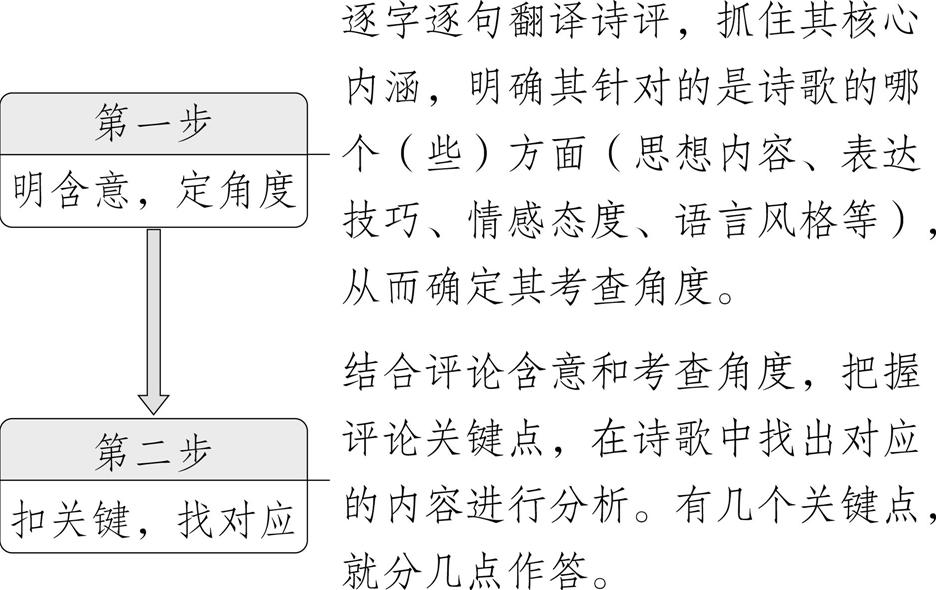 第一步
明含意，定角度
逐字逐句翻译诗评，抓住其核心
内涵，明确其针对的是诗歌的哪
个（些）方面（思想内容、表达
技巧、情感态度、语言风格等），
从而确定其考查角度。
第二步
扣关键，找对应
结合评论含意和考查角度，把握
评论关键点，在诗歌中找出对应
的内容进行分析。有几个关键点，
就分几点作答。